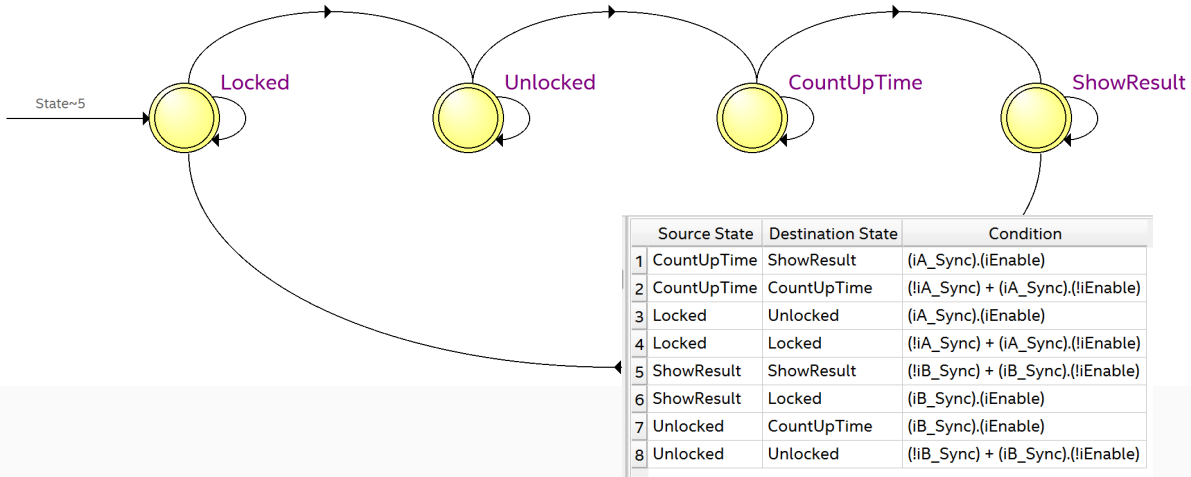 Locked
Unlocked
CountUpTime
ShowResult
State~5
Source State Destination State Condition
1 CountUpTime ShowResult (iA_Sync).(iEnable)
2 CountUpTime CountUpTime (!iA_Sync) + (iA_Sync).(!iEnable)
3 Locked Unlocked (iA_Sync).(iEnable)
4 Locked Locked (!iA_Sync) + (iA_Sync).(!iEnable)
5 ShowResult ShowResult (!iB_Sync) + (iB_Sync).(!iEnable)
6 ShowResult Locked (iB_Sync).(iEnable)
7 Unlocked CountUpTime (iB_Sync).(iEnable)
8 Unlocked Unlocked (!iB_Sync) + (iB_Sync).(!iEnable)